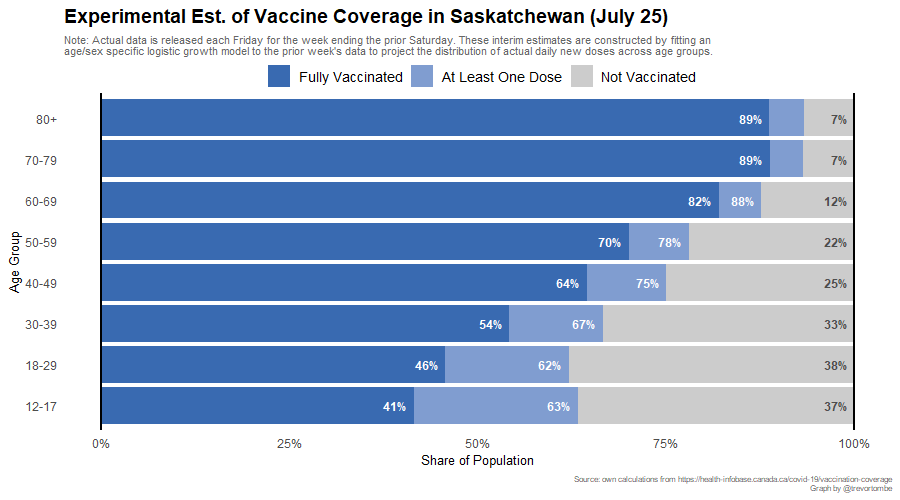 Experimental Est. of Vaccine Coverage in Saskatchewan (July 25)
Note: Actual data is released each Friday for the week ending the prior Saturday. These interim estimates are constructed by fitting an
age/sex specific logistic growth model to the prior week's data to project the distribution of actual daily new doses across age groups.
Fully Vaccinated At Least One Dose Not Vaccinated
80+ 89% 7%
70-79 89% 7%
60-69 82% 88% 12%
50-59 70% 78% 22%
Age Group
40-49 64% 75% 25%
30-39 54% 67% 33%
18-29 46% 62% 38%
12-17 41% 63% 37%
0% 25% 50% 75% 100%
Share of Population
Source: own calculations from https://health-infobase.canada.ca/covid-19/vaccination-coverage
Graph by @trevortombe